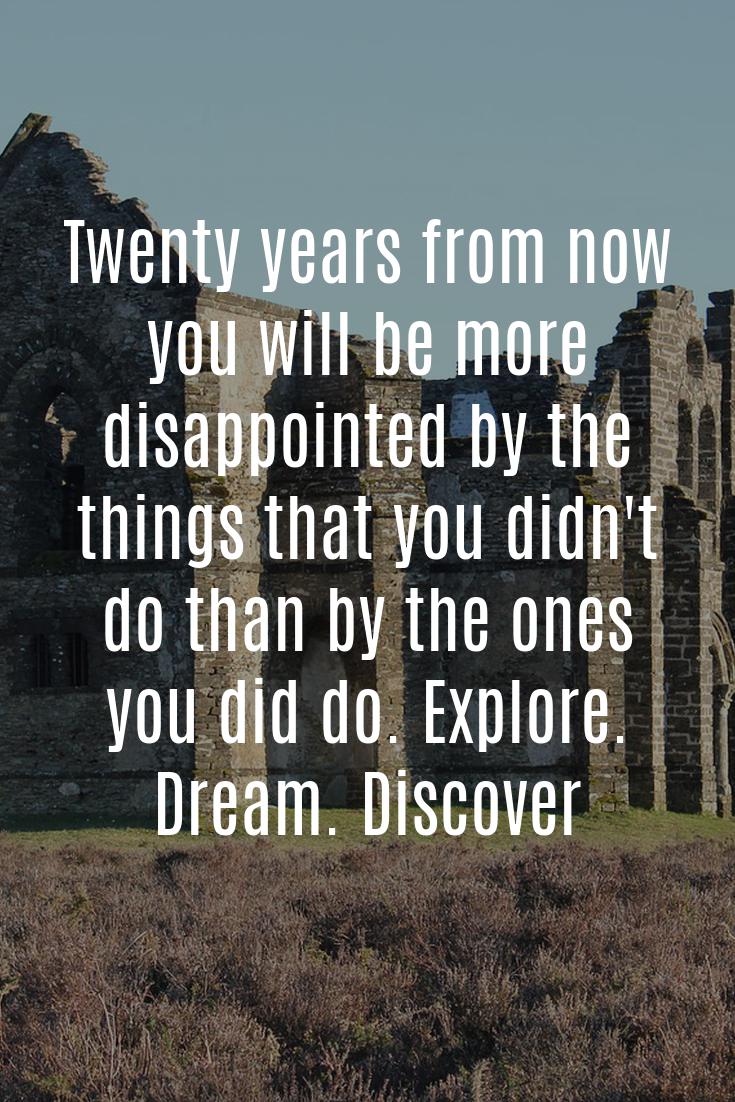 Twenty years from now
you will be more
disappointed by the
things that you didn't
do than by the ones
you did do. Explore.
Dream. Discover